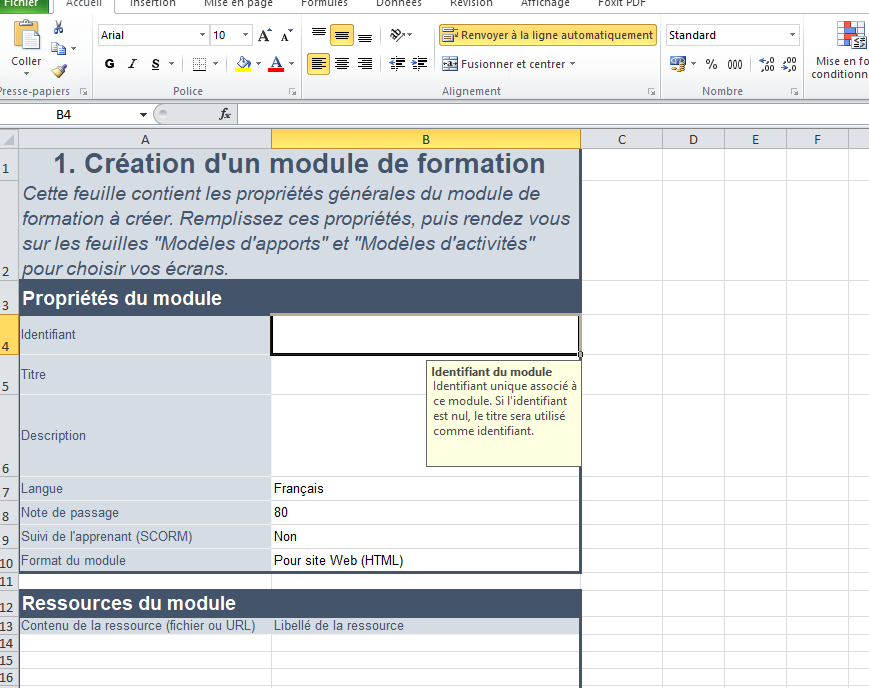 Fichier Accueil Insertion Mise en page Formules Données Révision Affichage Foxit PDF
Arial 10 A A Renvoyer à la ligne automatiquement Standard
Coller G I S A Fusionner et centrer % 000 Mise en fo
conditionn
Presse-papiers Police Alignement Nombre
B4 fx
A B C D E F
1 1. Création d'un module de formation
Cette feuille contient les propriétés générales du module de
formation à créer. Remplissez ces propriétés, puis rendez vous
sur les feuilles "Modèles d'apports" et "Modèles d'activités"
2 pour choisir vos écrans.
3 Propriétés du module
4 Identifiant
5 Titre
Identifiant du module
Identifiant unique associé à
ce module. Si l'identifiant
est nul, le titre sera utilisé
comme identifiant.
6 Description
7 Langue Français
8 Note de passage 80
9 Suivi de l'apprenant (SCORM) Non
10 Format du module Pour site Web (HTML)
11
12 Ressources du module
13 Contenu de la ressource (fichier ou URL) Libellé de la ressource
14
15
16